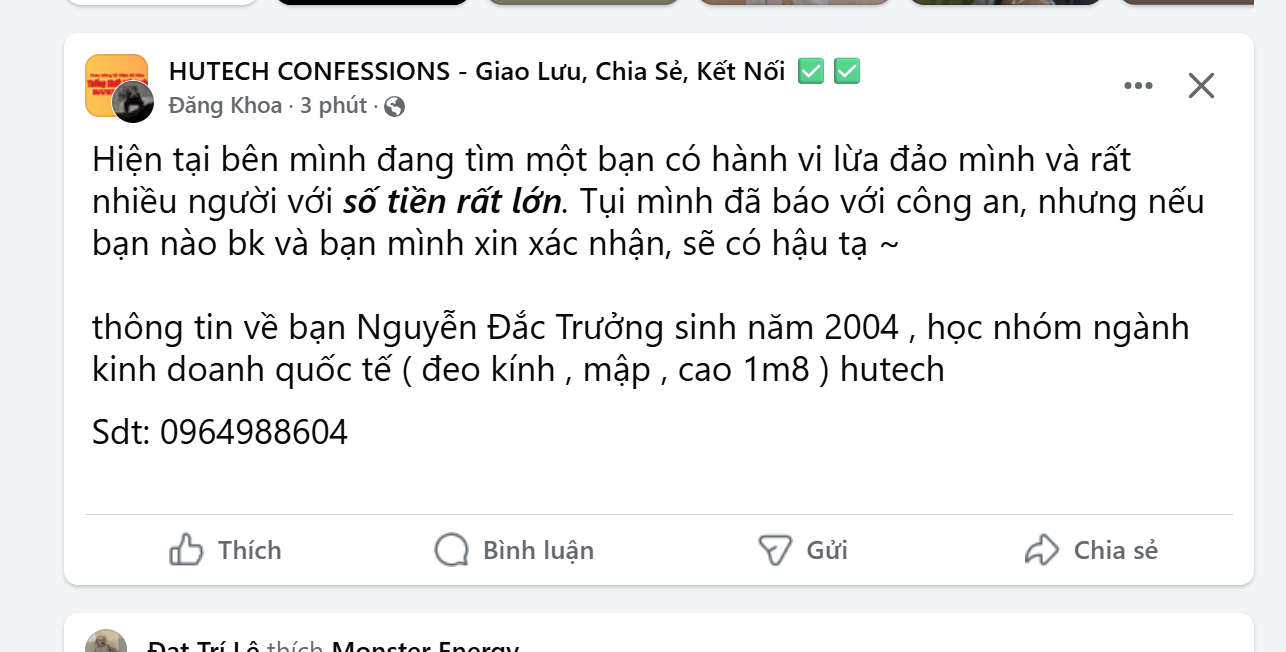 HUTECH CONFESSIONS - Giao Lưu, Chia Sẻ, Kết Nối ✅ ✅
Đăng Khoa · 3 phút ·
Hiện tại bên mình đang tìm một bạn có hành vi lừa đảo mình và rất
nhiều người với số tiền rất lớn. Tụi mình đã báo với công an, nhưng nếu
bạn nào bk và bạn mình xin xác nhận, sẽ có hậu tạ ~
thông tin về bạn Nguyễn Đắc Trưởng sinh năm 2004 , học nhóm ngành
kinh doanh quốc tế ( đeo kính , mập , cao 1m8 ) hutech
Sdt: 0964988604
Thích
Bình luận
Gửi
Chia sẻ
Đạt Trí Lê thích Monster Energy